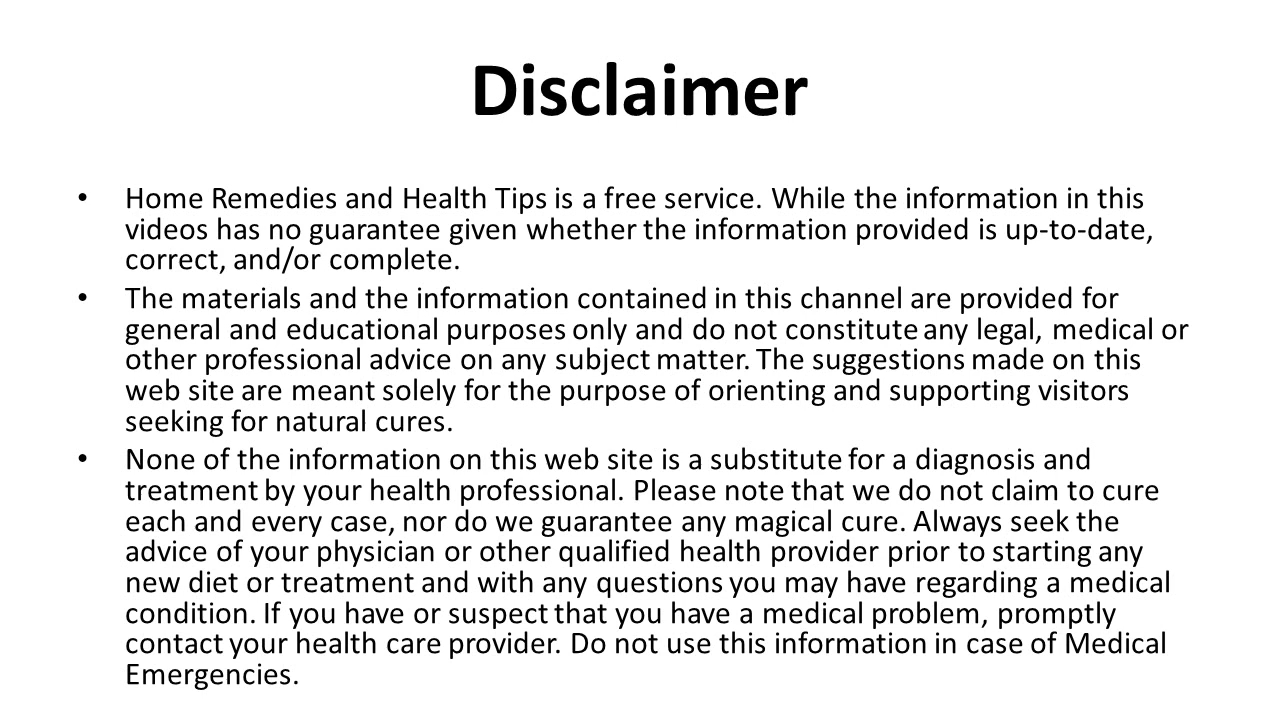 Disclaimer
• Home Remedies and Health Tips is a free service. While the information in this
videos has no guarantee given whether the information provided is up-to-date,
correct, and/or complete.
• The materials and the information contained in this channel are provided for
general and educational purposes only and do not constitute any legal, medical or
other professional advice on any subject matter. The suggestions made on this
web site are meant solely for the purpose of orienting and supporting visitors
seeking for natural cures.
• None of the information on this web site is a substitute for a diagnosis and
treatment by your health professional. Please note that we do not claim to cure
each and every case, nor do we guarantee any magical cure. Always seek the
advice of your physician or other qualified health provider prior to starting any
new diet or treatment and with any questions you may have regarding a medical
condition. If you have or suspect that you have a medical problem, promptly
contact your health care provider. Do not use this information in case of Medical
Emergencies.